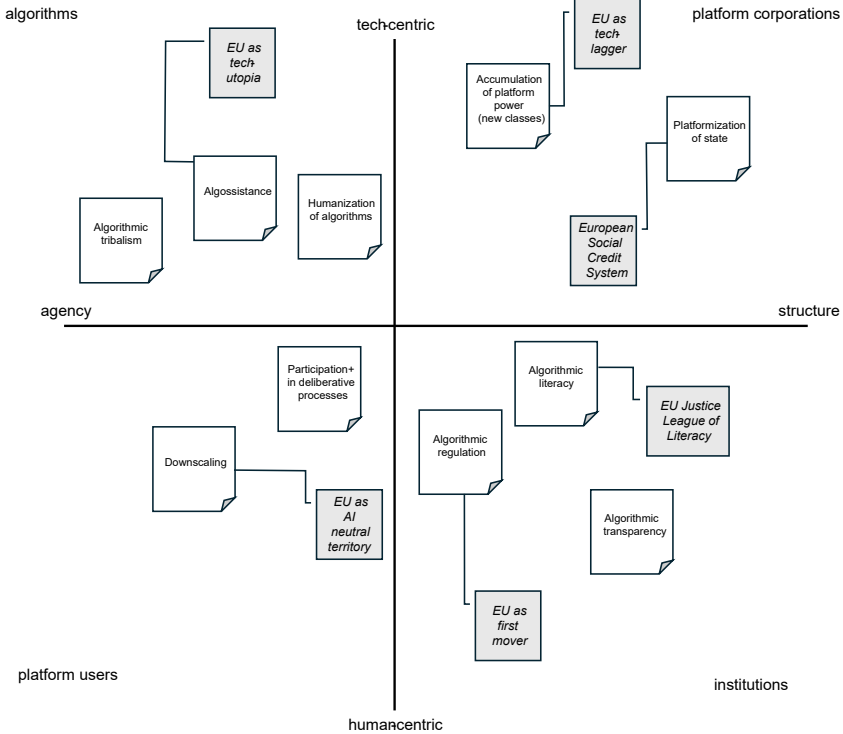 algorithms
tech-centric
platform corporations
EU as
tech-
utopia
EU as
tech-
lagger
Accumulation
of platform
power
(new classes)
Platformization
of state
Algossistance
Humanization
of algorithms
Algorithmic
tribalism
European
Social
Credit
System
agency
structure
Participation+
in deliberative
processes
Algorithmic
literacy
EU Justice
League of
Literacy
Downscaling
Algorithmic
regulation
EU as
AI
neutral
territory
Algorithmic
transparency
EU as
first
mover
platform users
institutions
human-centric